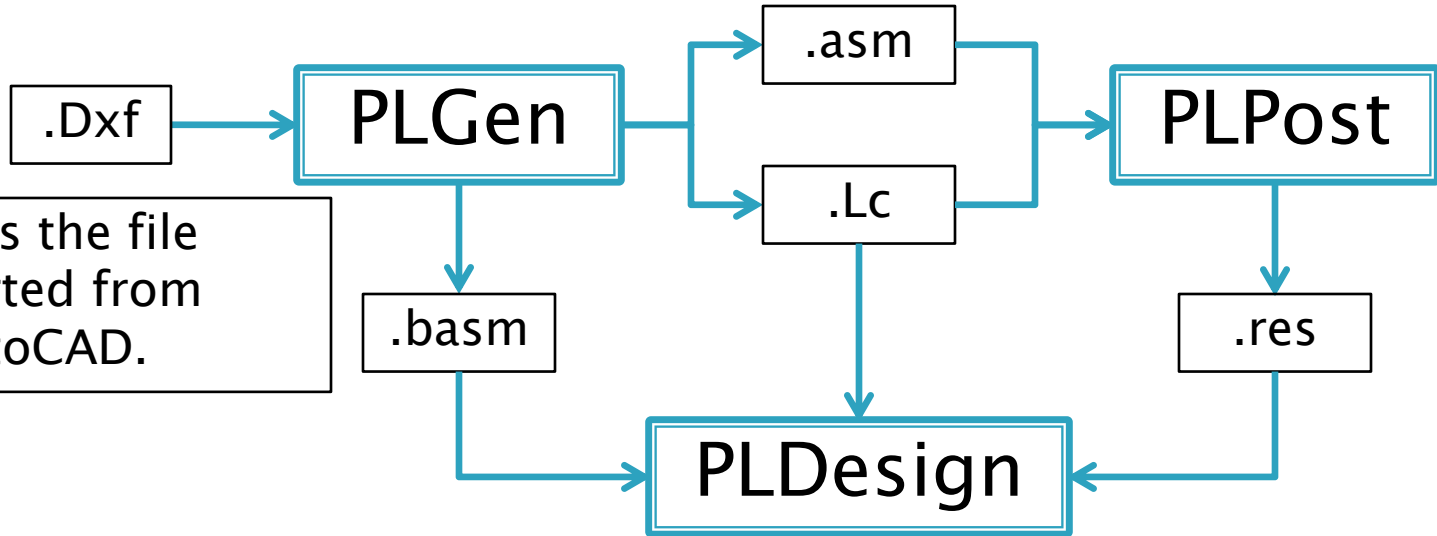 .Dxf
PLGen
.asm
.Lc
PLPost
s the file
ted from
oCAD.
.basm
.res
PLDesign